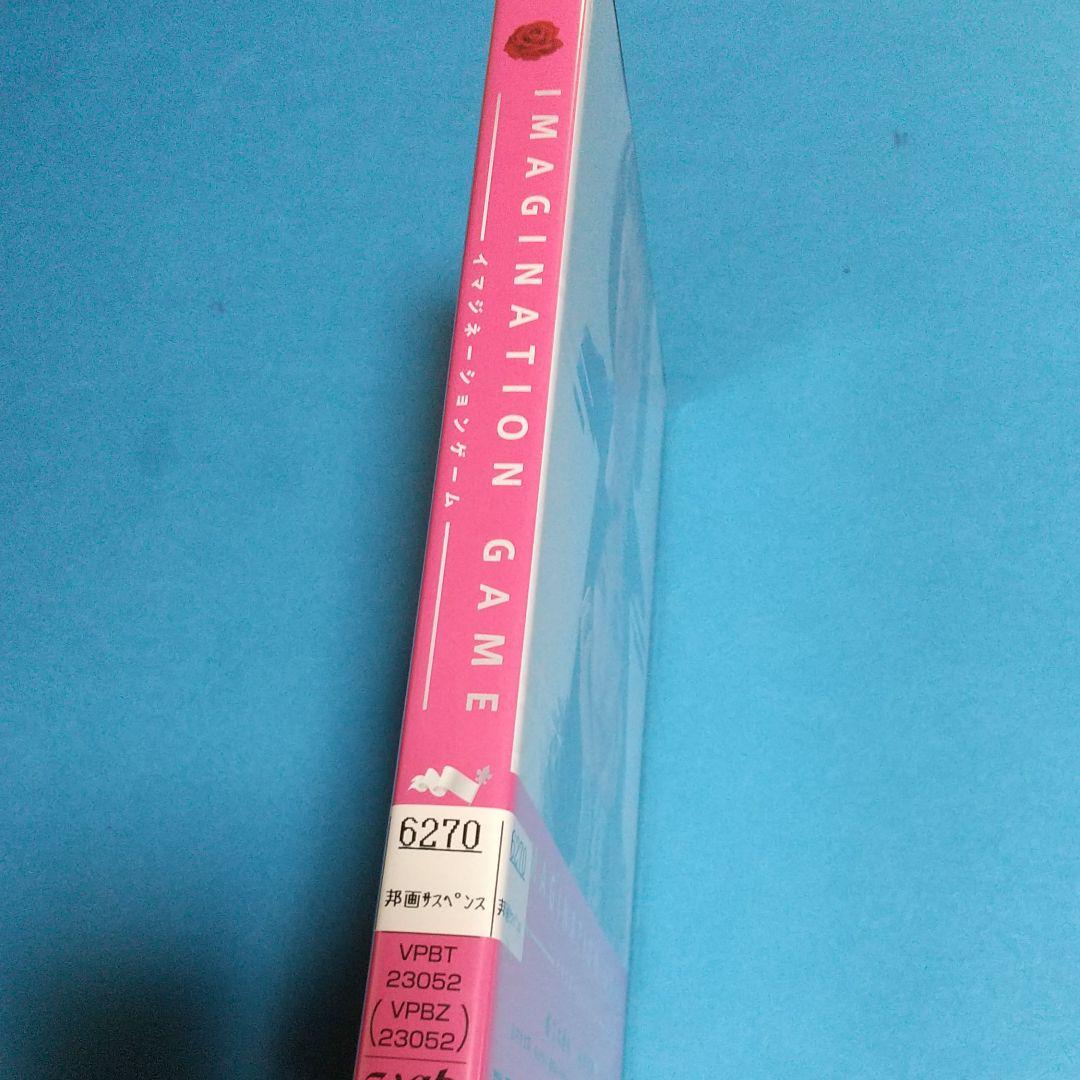 IMAGINATION GAME
イマジネーションゲーム
6270
邦画サスペンス
VPBT
23052
(VPBZ
23052)